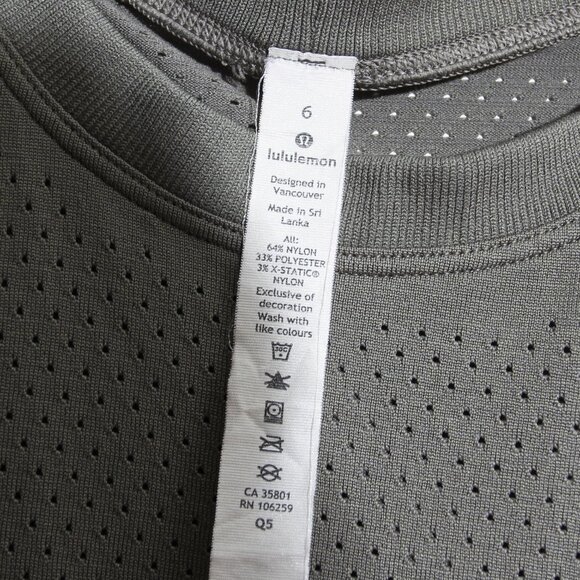 6
lululemon
Designed in
Vancouver
Made in Sri
Lanka
All:
64% NYLON
33% POLYESTER
3% X-STATIC®
NYLON
Exclusive of
decoration
Wash with
like colours
30C
CA 35801
RN 106259
Q5